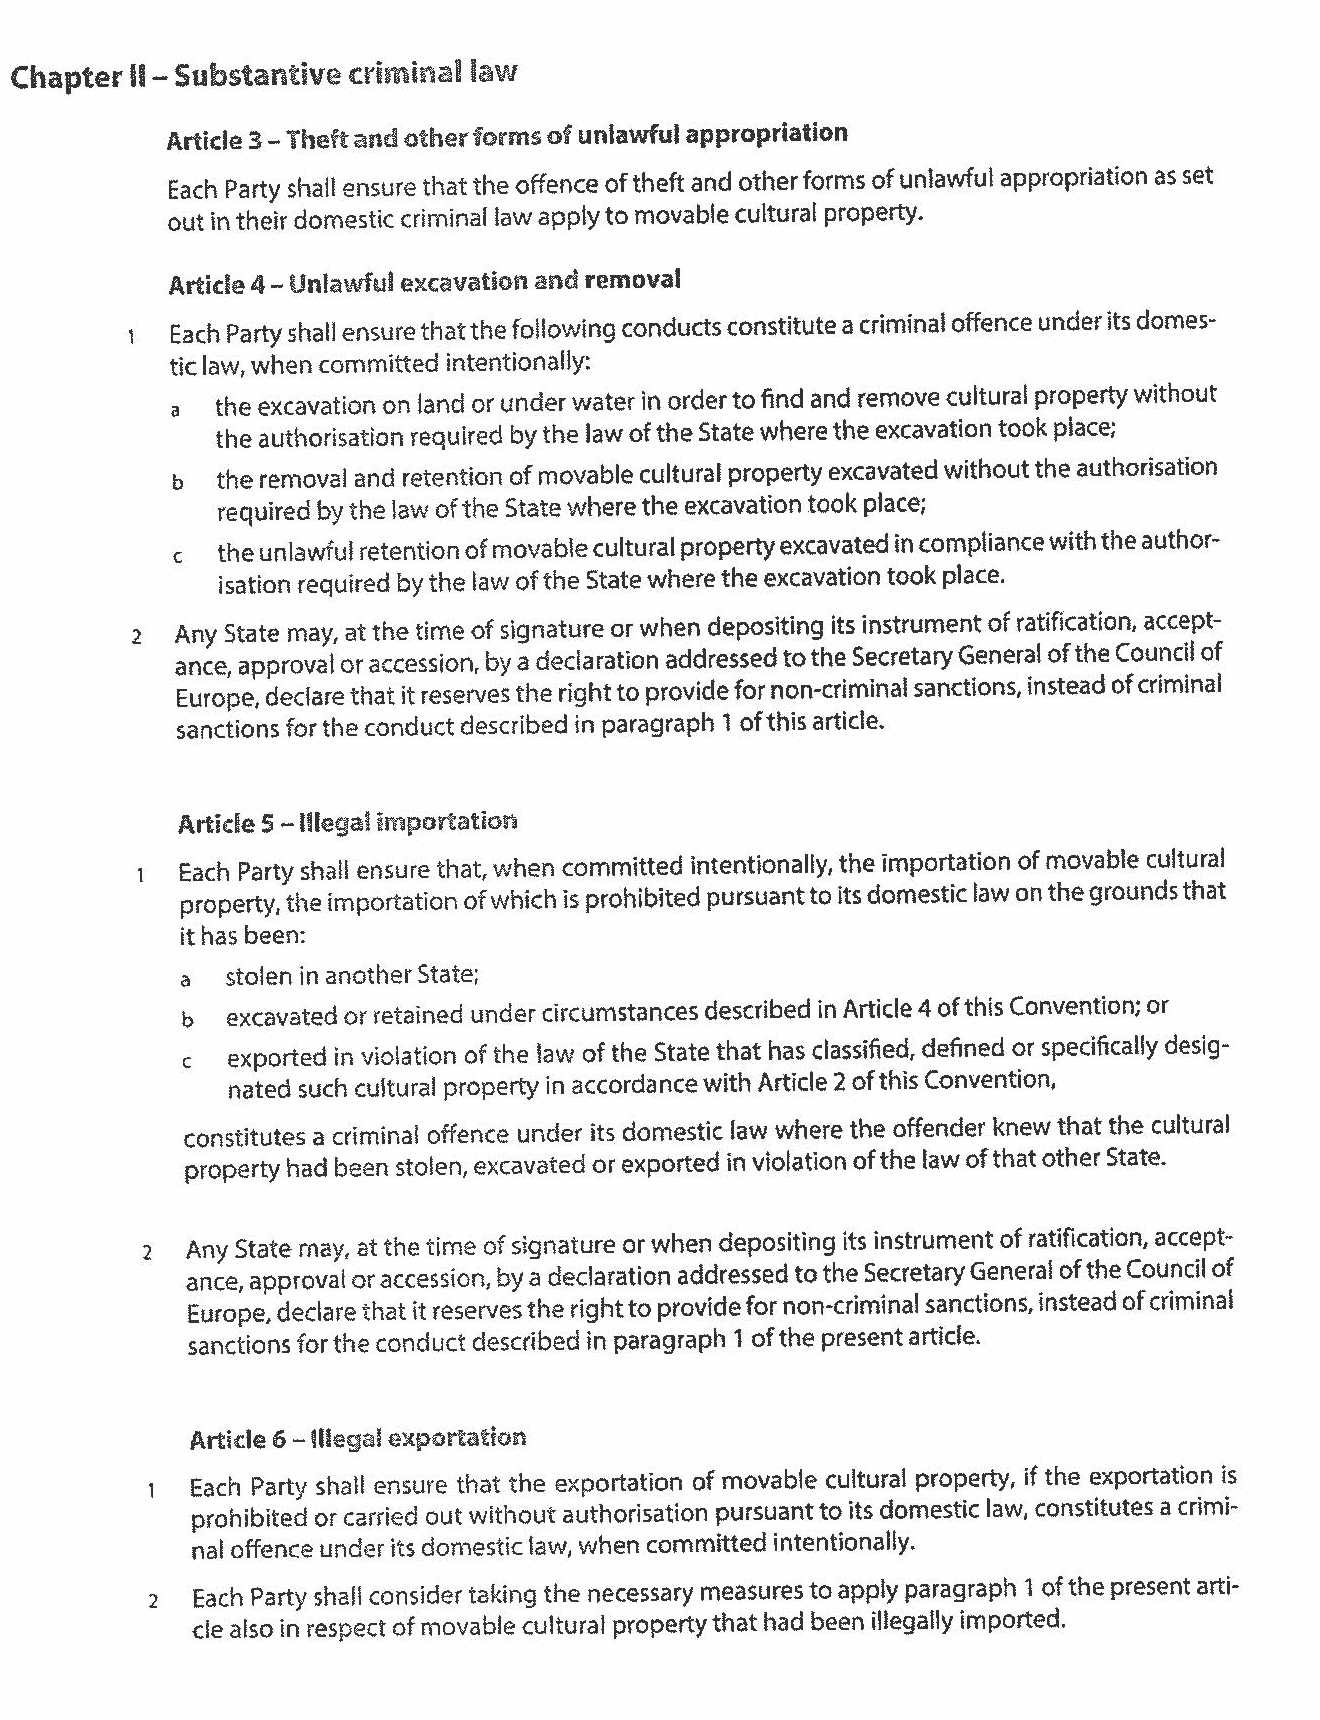 Chapter II – Substantive criminal law
Article 3 – Theft and other forms of unlawful appropriation
Each Party shall ensure that the offence of theft and other forms of unlawful appropriation as set
out in their domestic criminal law apply to movable cultural property.
Article 4 – Unlawful excavation and removal
1 Each Party shall ensure that the following conducts constitute a criminal offence under its domes-
tic law, when committed intentionally:
a the excavation on land or under water in order to find and remove cultural property without
the authorisation required by the law of the State where the excavation took place;
b the removal and retention of movable cultural property excavated without the authorisation
required by the law of the State where the excavation took place;
c the unlawful retention of movable cultural property excavated in compliance with the author-
isation required by the law of the State where the excavation took place.
2 Any State may, at the time of signature or when depositing its instrument of ratification, accept-
ance, approval or accession, by a declaration addressed to the Secretary General of the Council of
Europe, declare that it reserves the right to provide for non-criminal sanctions, instead of criminal
sanctions for the conduct described in paragraph 1 of this article.
Article 5 – Illegal importation
1 Each Party shall ensure that, when committed intentionally, the importation of movable cultural
property, the importation of which is prohibited pursuant to its domestic law on the grounds that
it has been:
a stolen in another State;
b excavated or retained under circumstances described in Article 4 of this Convention; or
c exported in violation of the law of the State that has classified, defined or specifically desig-
nated such cultural property in accordance with Article 2 of this Convention,
constitutes a criminal offence under its domestic law where the offender knew that the cultural
property had been stolen, excavated or exported in violation of the law of that other State.
2 Any State may, at the time of signature or when depositing its instrument of ratification, accept-
ance, approval or accession, by a declaration addressed to the Secretary General of the Council of
Europe, declare that it reserves the right to provide for non-criminal sanctions, instead of criminal
sanctions for the conduct described in paragraph 1 of the present article.
Article 6 – Illegal exportation
1 Each Party shall ensure that the exportation of movable cultural property, if the exportation is
prohibited or carried out without authorisation pursuant to its domestic law, constitutes a crimi-
nal offence under its domestic law, when committed intentionally.
2 Each Party shall consider taking the necessary measures to apply paragraph 1 of the present arti-
cle also in respect of movable cultural property that had been illegally imported.